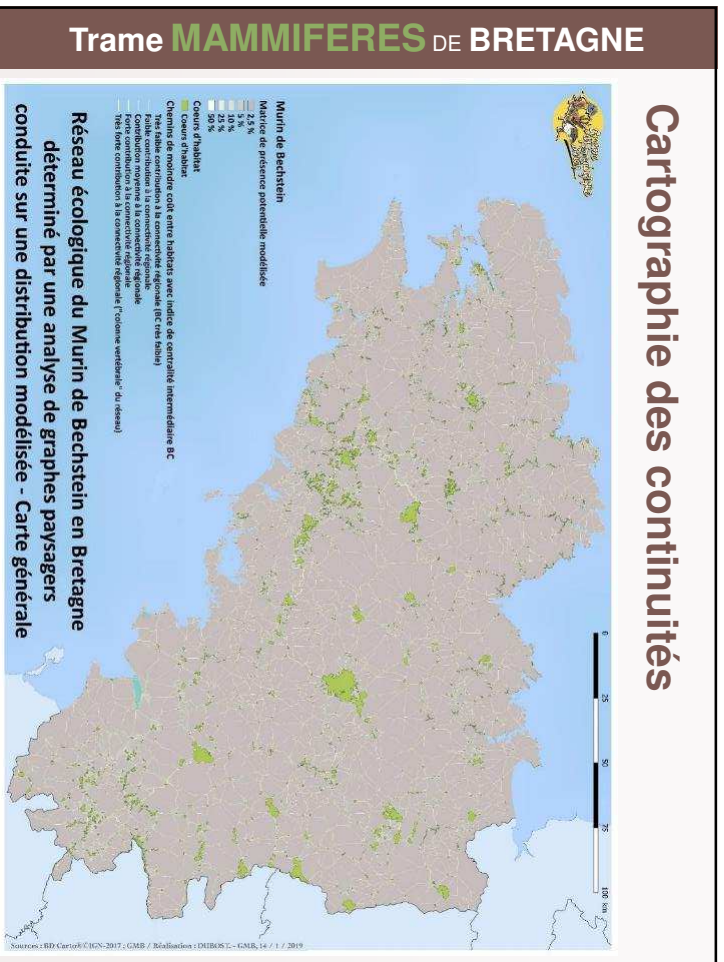 Trame MAMMIFERES DE BRETAGNE
Cartographie des continuités
Murin de Bechstein
Matrice de présence potentielle modélisée
2,5 %
5 %
10 %
25 %
50 %
Coeurs d'habitat
Coeurs d'habitat
Chemins de moindre coût entre habitats avec indice de centralité intermédiaire BC
Très faible contribution à la connectivité régionale (BC très faible)
Faible contribution à la connectivité régionale
Contribution moyenne à la connectivité régionale
Forte contribution à la connectivité régionale
Très forte contribution à la connectivité régionale ("colonne vertébrale" du réseau)
Réseau écologique du Murin de Bechstein en Bretagne
déterminé par une analyse de graphes paysagers
conduite sur une distribution modélisée - Carte générale
0 25 50 75 100 km
Sources : BD Carto®©IGN-2017 ; GMB / Réalisation : DUBOST. - GMB, 14 / 1 / 2019